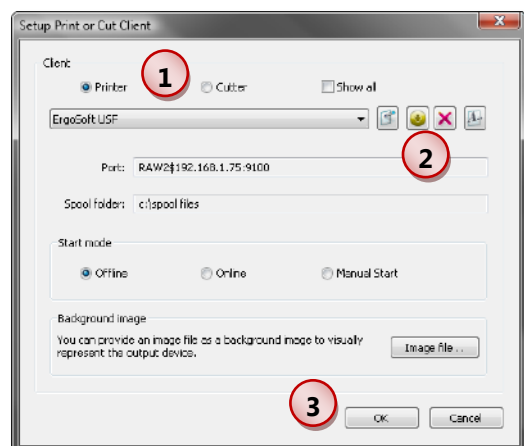 Setup Print or Cut Client
Client
Printer
1
Cutter
Show all
ErgoSoft USF
2
Port: RAW2$192.168.1.75:9100
Spool folder: c:\spool files
Start mode
Offline Online Manual Start
Background image
You can provide an image file as a background image to visually
represent the output device.
Image file ...
3
OK Cancel